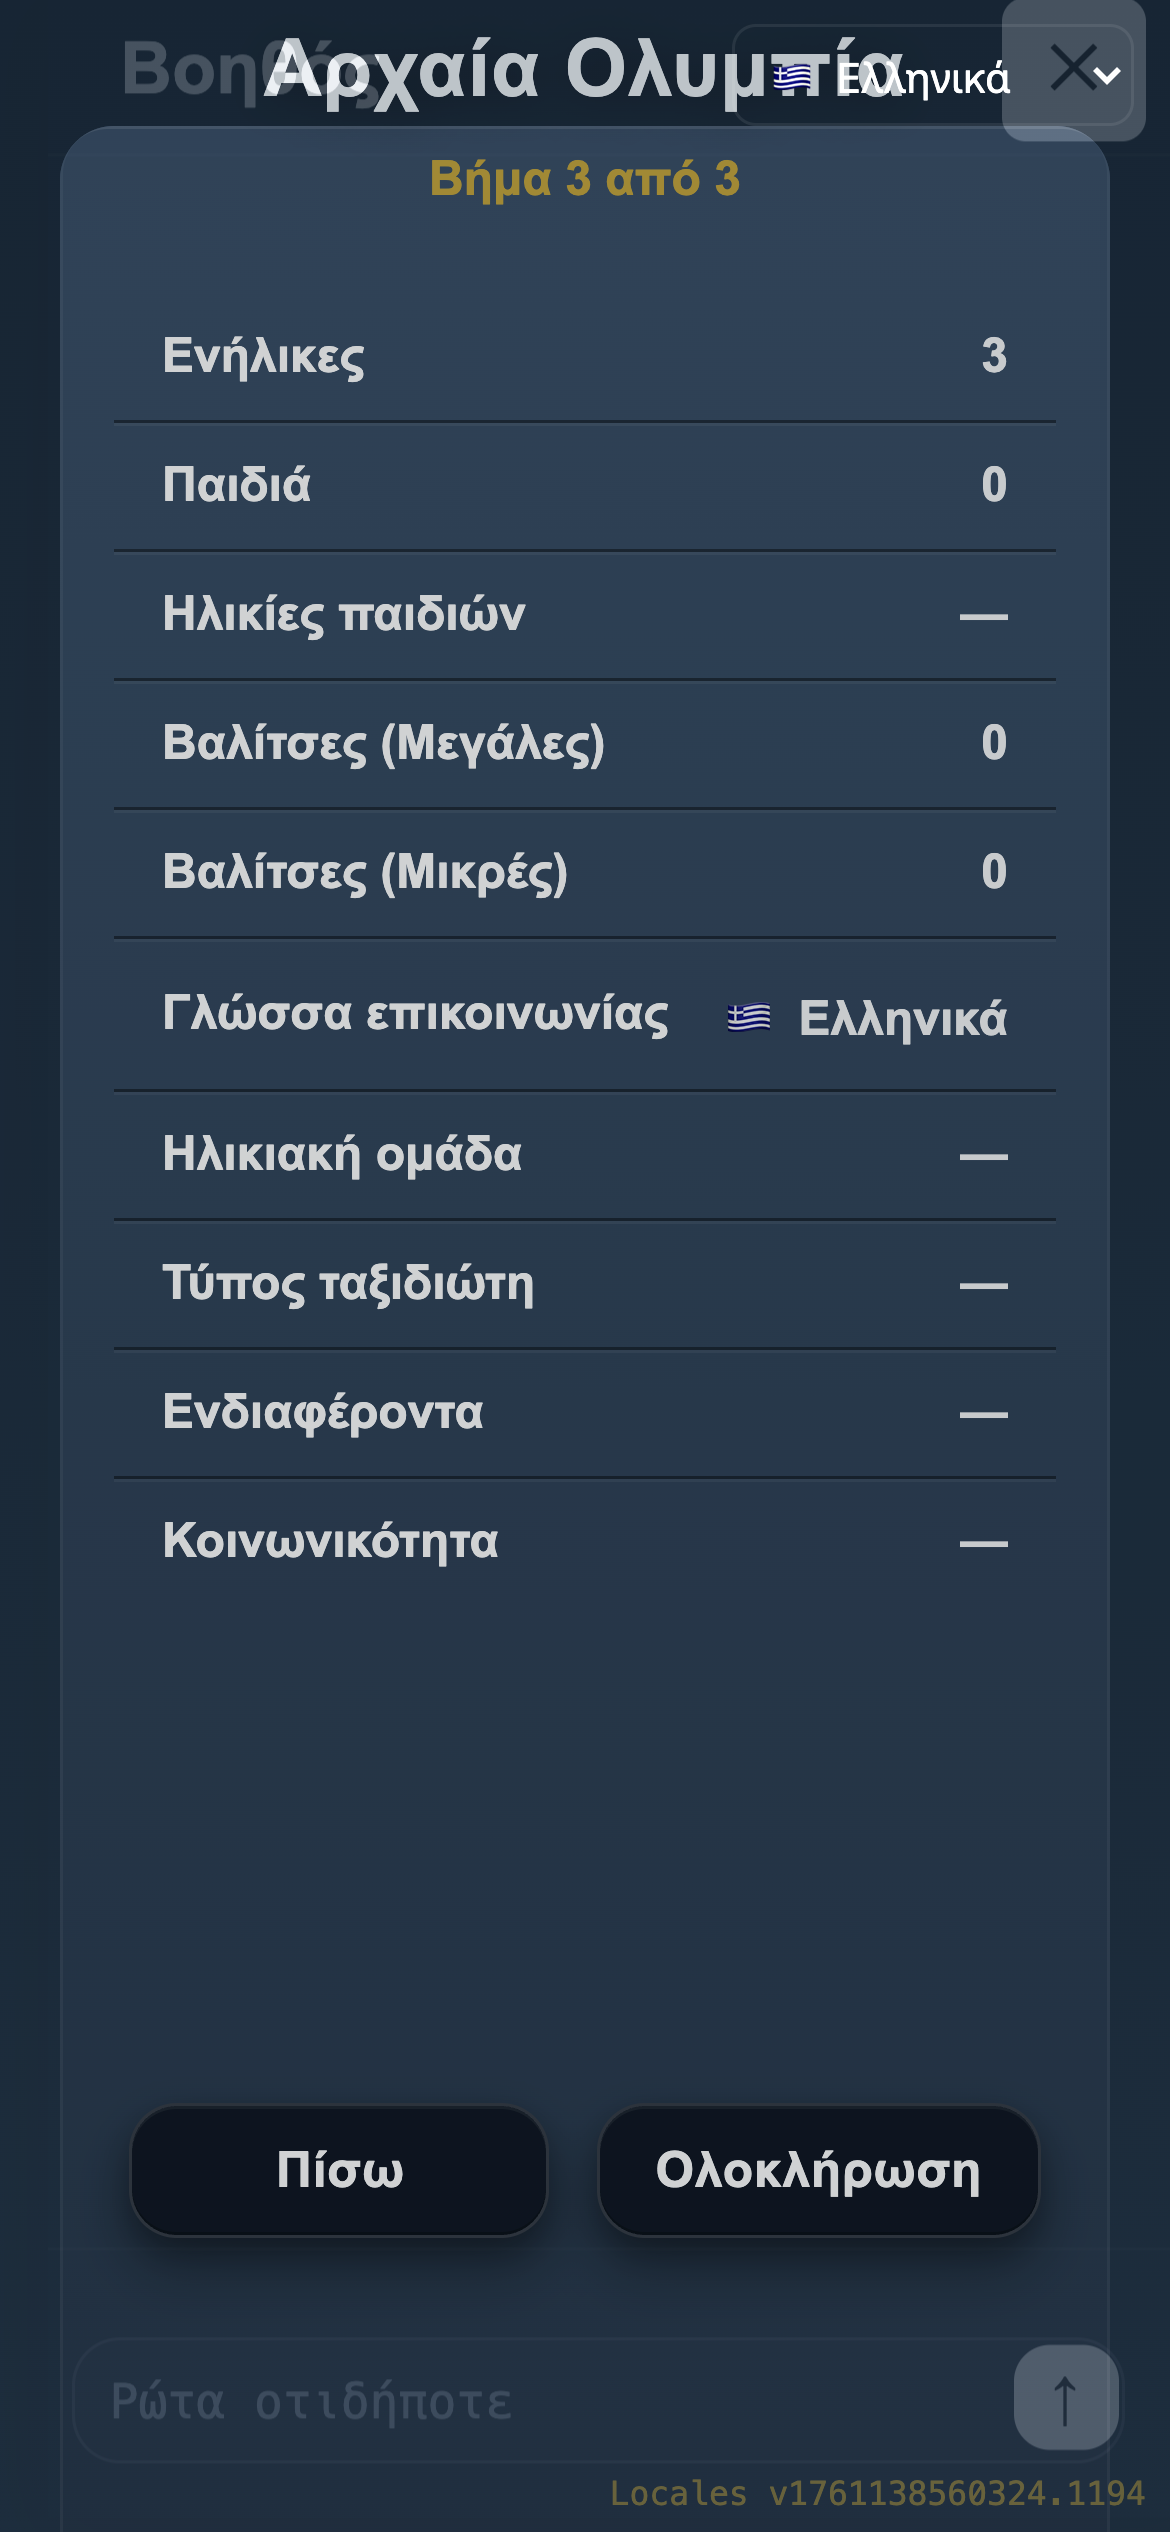 Βοηθός
Αρχαία Ολυμπία
🇬🇷 Ελληνικά
Βήμα 3 από 3
Ενήλικες 3
Παιδιά 0
Ηλικίες παιδιών —
Βαλίτσες (Μεγάλες) 0
Βαλίτσες (Μικρές) 0
Γλώσσα επικοινωνίας 🇬🇷 Ελληνικά
Ηλικιακή ομάδα —
Τύπος ταξιδιώτη —
Ενδιαφέροντα —
Κοινωνικότητα —
Πίσω
Ολοκλήρωση
Ρώτα οτιδήποτε
Locales v1761138560324.1194